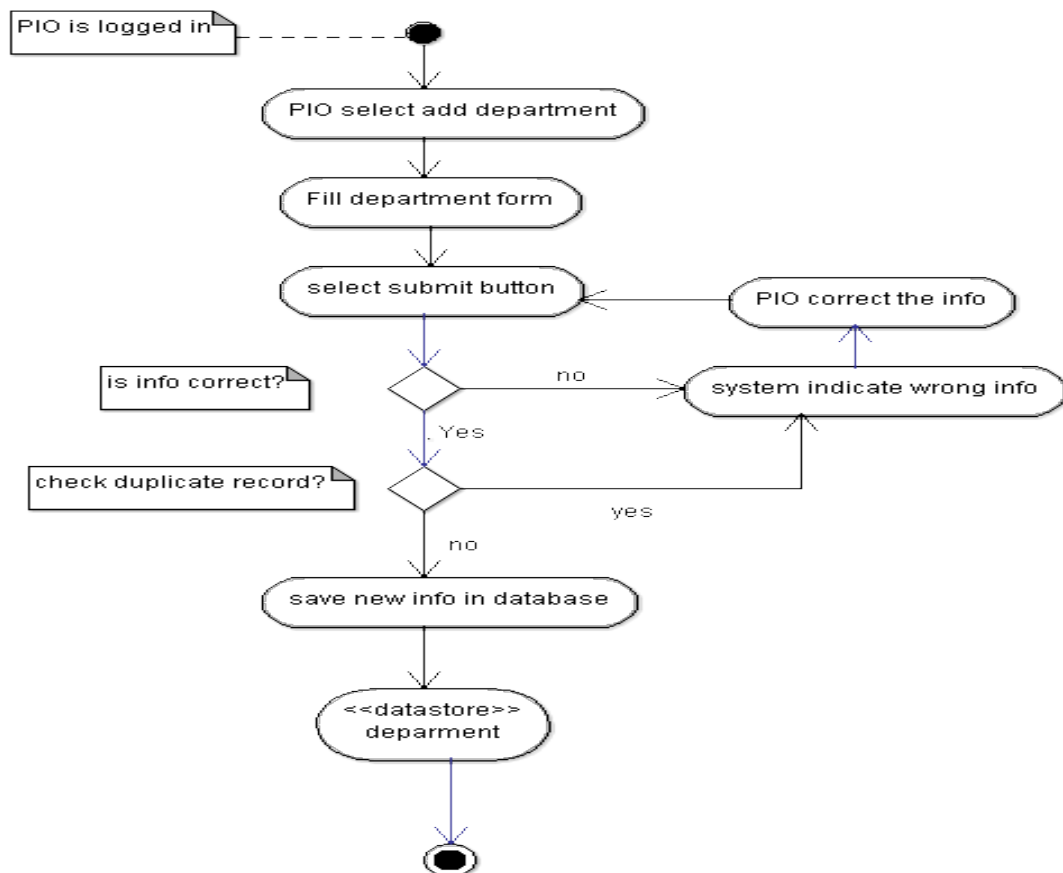 PIO is logged in
PIO select add department
Fill department form
select submit button
PIO correct the info
is info correct?
no
system indicate wrong info
Yes
check duplicate record?
yes
no
save new info in database
<<datastore>>
deparment